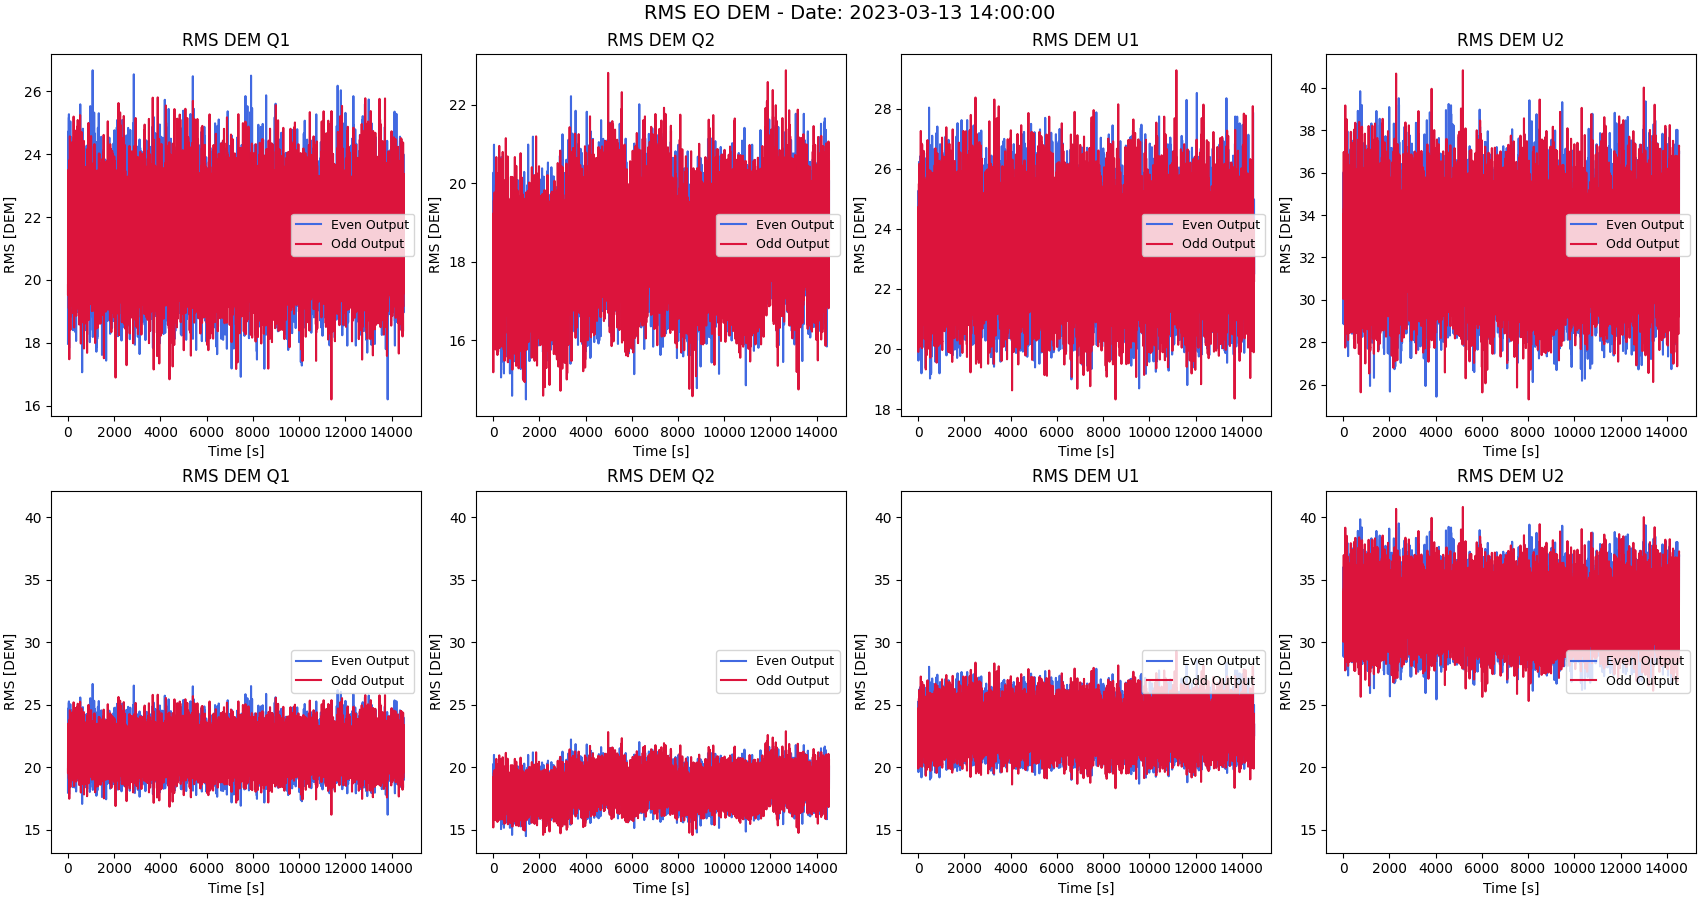 RMS EO DEM - Date: 2023-03-13 14:00:00
RMS DEM Q1
RMS [DEM]
26
24
22
20
18
16
Even Output
Odd Output
0 2000 4000 6000 8000 10000 12000 14000
Time [s]
RMS DEM Q2
RMS [DEM]
22
20
18
16
Even Output
Odd Output
0 2000 4000 6000 8000 10000 12000 14000
Time [s]
RMS DEM U1
RMS [DEM]
28
26
24
22
20
18
Even Output
Odd Output
0 2000 4000 6000 8000 10000 12000 14000
Time [s]
RMS DEM U2
RMS [DEM]
40
38
36
34
32
30
28
26
Even Output
Odd Output
0 2000 4000 6000 8000 10000 12000 14000
Time [s]
RMS DEM Q1
RMS [DEM]
40
35
30
25
20
15
Even Output
Odd Output
0 2000 4000 6000 8000 10000 12000 14000
Time [s]
RMS DEM Q2
RMS [DEM]
40
35
30
25
20
15
Even Output
Odd Output
0 2000 4000 6000 8000 10000 12000 14000
Time [s]
RMS DEM U1
RMS [DEM]
40
35
30
25
20
15
Even Output
Odd Output
0 2000 4000 6000 8000 10000 12000 14000
Time [s]
RMS DEM U2
RMS [DEM]
40
35
30
25
20
15
Even Output
Odd Output
0 2000 4000 6000 8000 10000 12000 14000
Time [s]